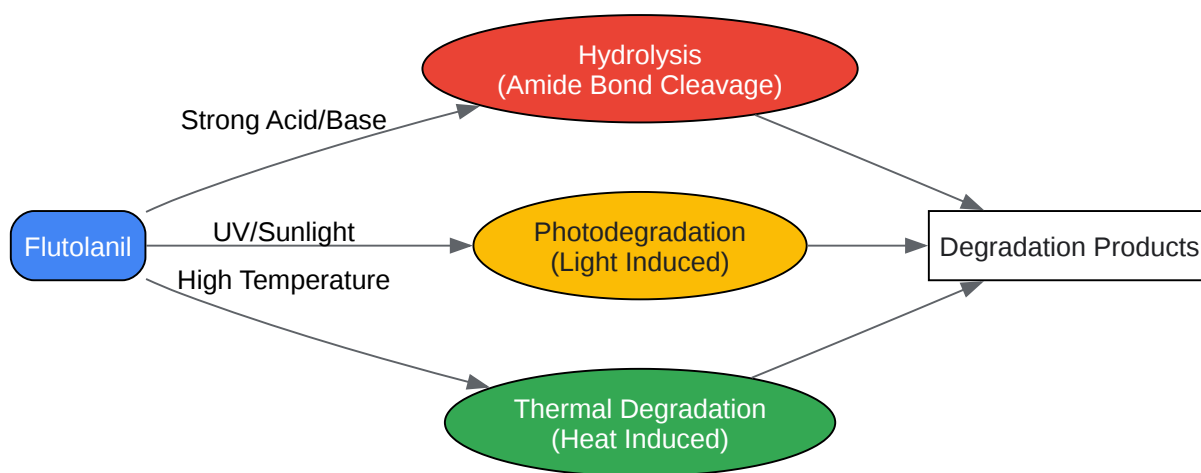 Hydrolysis
(Amide Bond Cleavage)
Strong Acid/Base
Flutolanil
UV/Sunlight
Photodegradation
(Light Induced)
Degradation Products
High Temperature
Thermal Degradation
(Heat Induced)